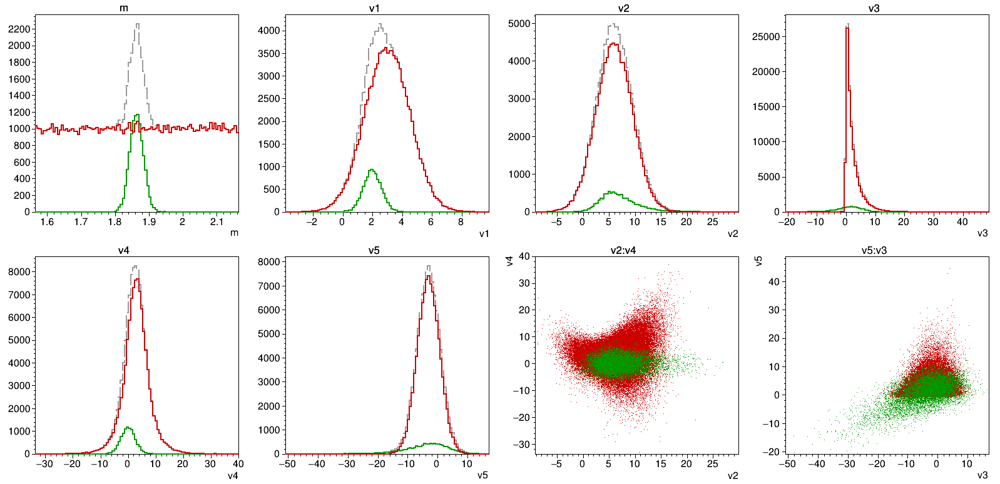 m
2200
2000
1800
1600
1400
1200
1000
800
600
400
200
0
1.6 1.7 1.8 1.9 2 2.1
m
v1
4000
3500
3000
2500
2000
1500
1000
500
0
−2 0 2 4 6 8
v1
v2
5000
4000
3000
2000
1000
0
−5 0 5 10 15 20 25
v2
v3
25000
20000
15000
10000
5000
0
−20 −10 0 10 20 30 40
v3
v4
8000
7000
6000
5000
4000
3000
2000
1000
0
−30 −20 −10 0 10 20 30 40
v4
v5
8000
7000
6000
5000
4000
3000
2000
1000
0
−50 −40 −30 −20 −10 0 10
v5
v2:v4
v4
40
30
20
10
0
−10
−20
−30
−5 0 5 10 15 20 25
v2
v5:v3
v5
40
30
20
10
0
−10
−20
−50 −40 −30 −20 −10 0 10
v3